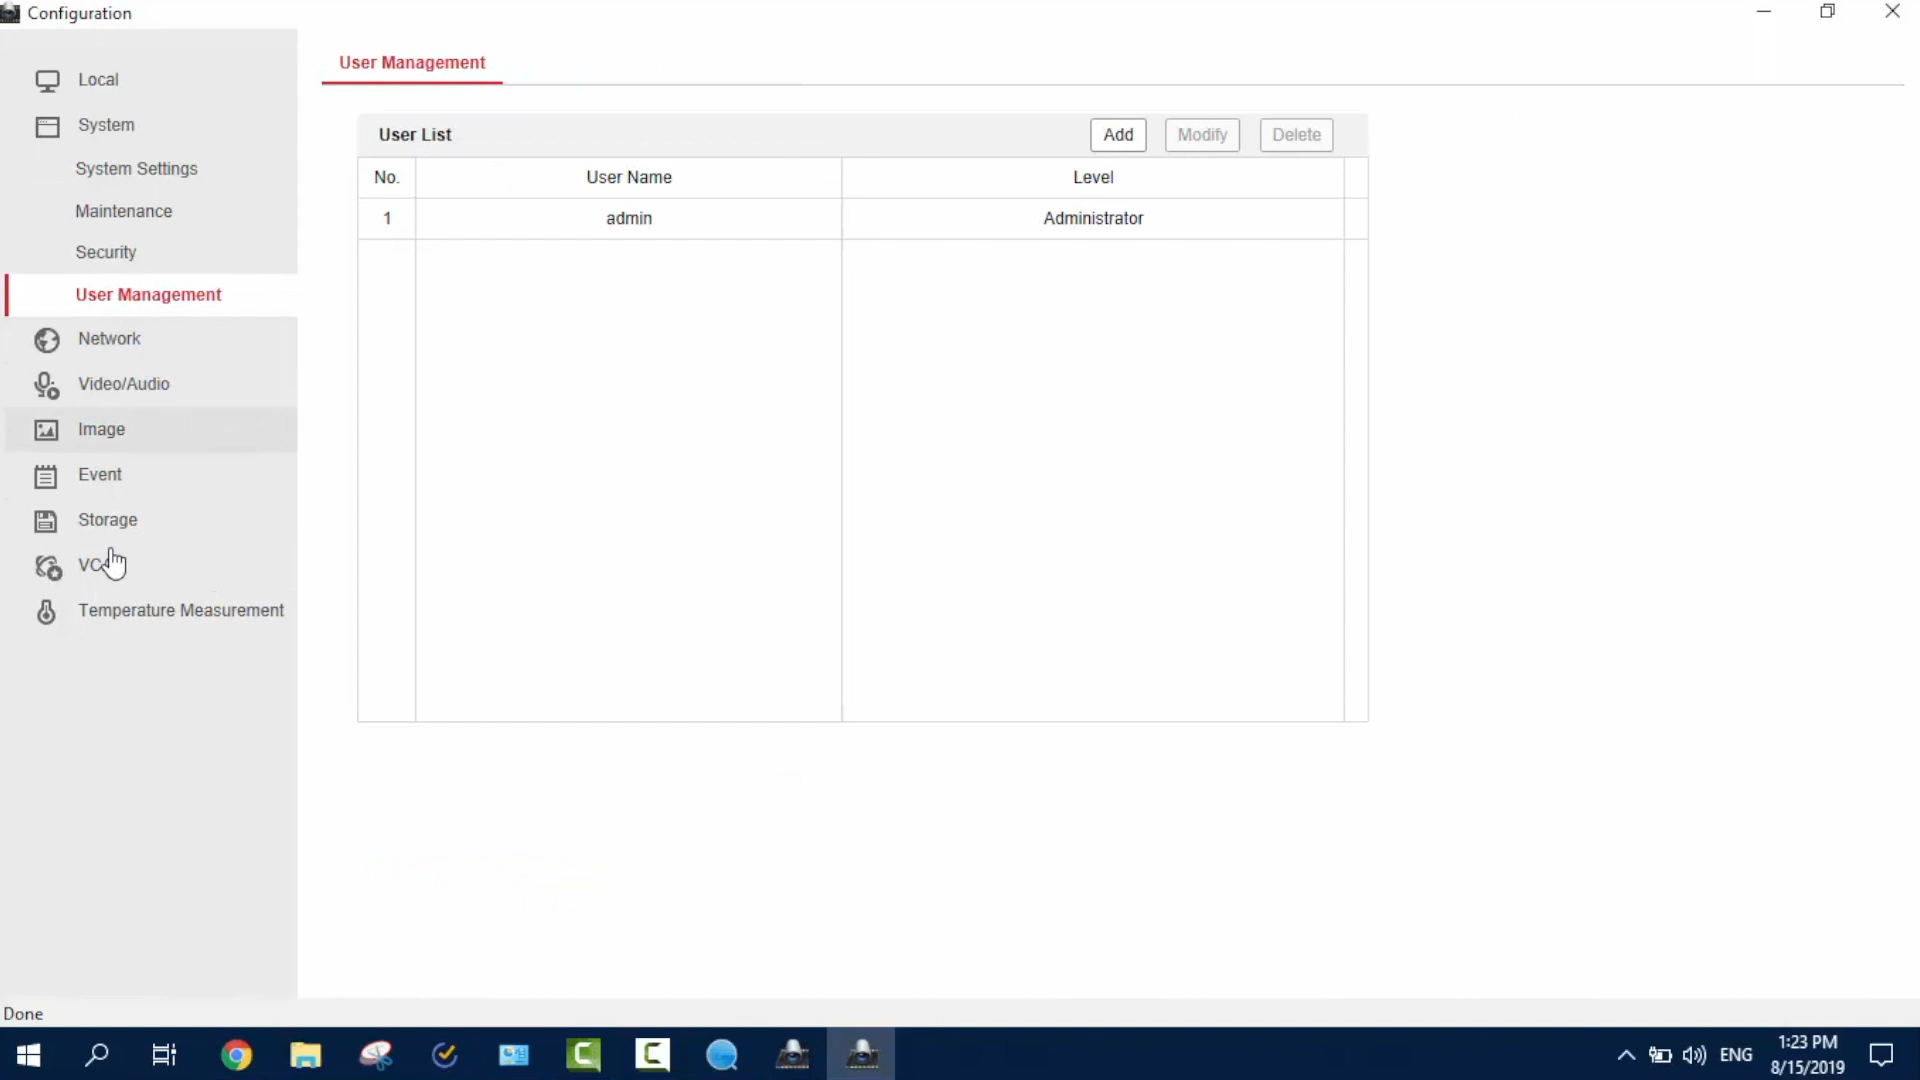 Configuration
Local
System
System Settings
Maintenance
Security
User Management
Network
Video/Audio
Image
Event
Storage
Temperature Measurement
User Management
User List
Add
Modify
Delete
No. User Name Level
1 admin Administrator
Done
ENG
1:23 PM
8/15/2019